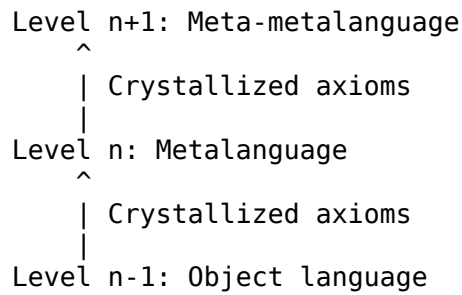 Level n+1: Meta-metalanguage
^
| Crystallized axioms
|
Level n: Metalanguage
^
| Crystallized axioms
|
Level n-1: Object language